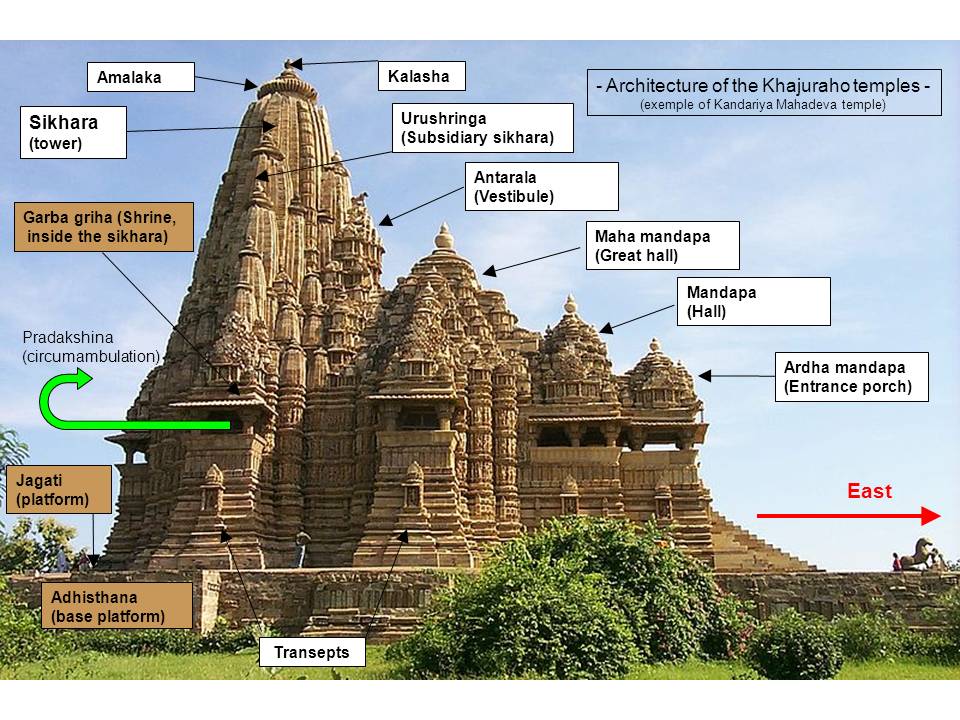 Amalaka
Kalasha
- Architecture of the Khajuraho temples -
(exemple of Kandariya Mahadeva temple)
Sikhara
(tower)
Urushringa
(Subsidiary sikhara)
Antarala
(Vestibule)
Garba griha (Shrine,
inside the sikhara)
Maha mandapa
(Great hall)
Mandapa
(Hall)
Pradakshina
(circumambulation)
Ardha mandapa
(Entrance porch)
Jagati
(platform)
East
Adhisthana
(base platform)
Transepts